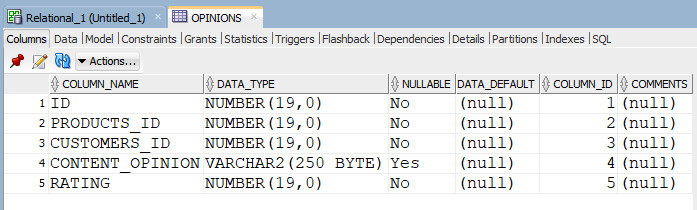 Relational_1 (Untitled_1) OPINIONS
Columns Data Model Constraints Grants Statistics Triggers Flashback Dependencies Details Partitions Indexes SQL
Actions...
COLUMN_NAME DATA_TYPE NULLABLE DATA_DEFAULT COLUMN_ID COMMENTS
1 ID NUMBER(19,0) No (null) 1 (null)
2 PRODUCTS_ID NUMBER(19,0) No (null) 2 (null)
3 CUSTOMERS_ID NUMBER(19,0) No (null) 3 (null)
4 CONTENT_OPINION VARCHAR2(250 BYTE) Yes (null) 4 (null)
5 RATING NUMBER(19,0) No (null) 5 (null)